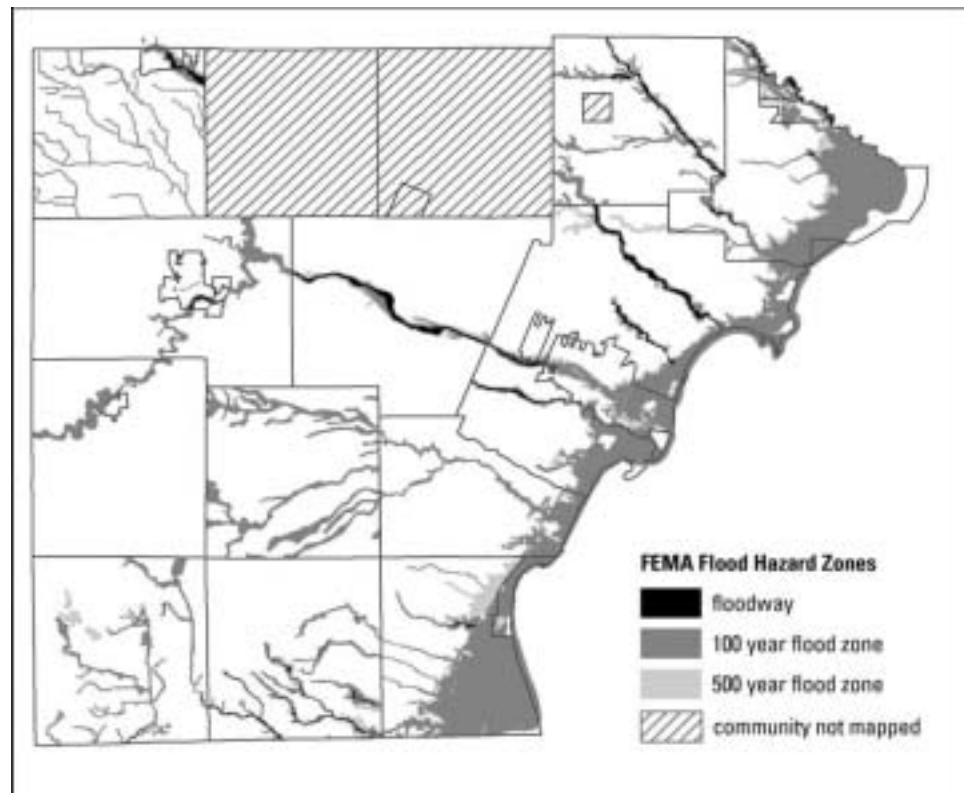 FEMA Flood Hazard Zones
floodway
100 year flood zone
500 year flood zone
community not mapped